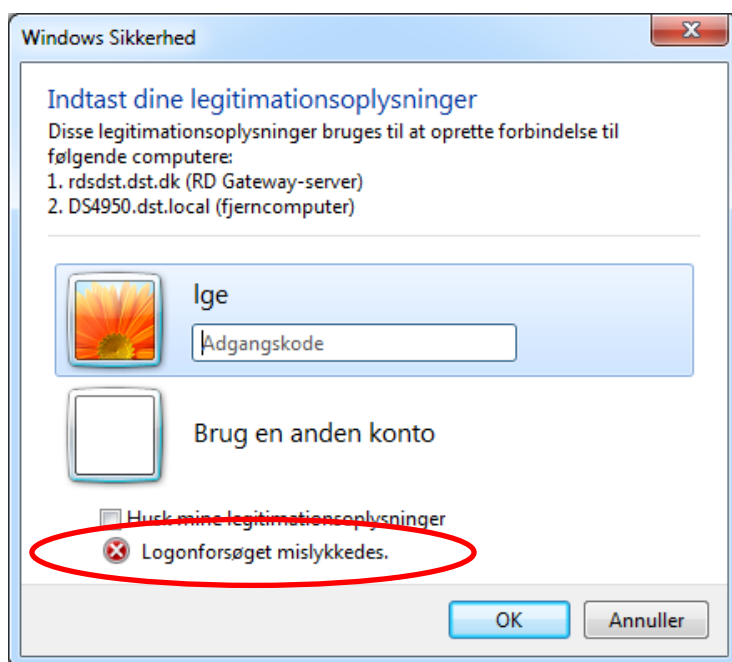 Windows Sikkerhed
Indtast dine legitimationsoplysninger
Disse legitimationsoplysninger bruges til at oprette forbindelse til
følgende computere:
1. rdsdst.dst.dk (RD Gateway-server)
2. DS4950.dst.local (fjerncomputer)
lge
Adgangskode
Brug en anden konto
Husk mine legitimationsoplysninger
Logonforsøget mislykkedes.
OK
Annuller